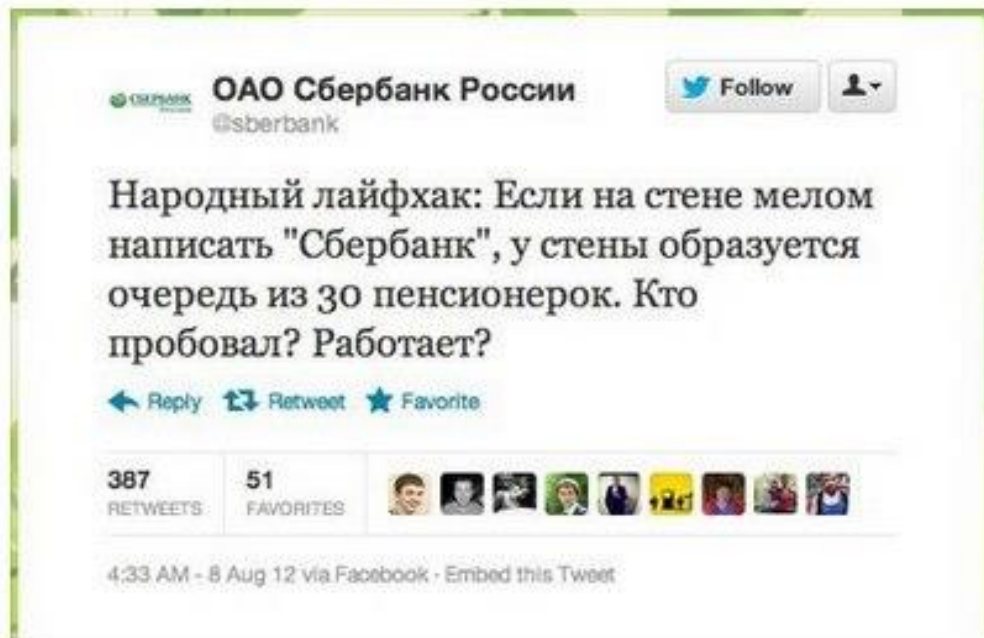 СБЕРБАНК
ОАО Сбербанк России
Follow
@sberbank
Народный лайфхак: Если на стене мелом
написать "Сбербанк", у стены образуется
очередь из 30 пенсионерок. Кто
пробовал? Работает?
Reply Retweet Favorite
387 51
RETWEETS FAVORITES
4:33 AM - 8 Aug 12 via Facebook · Embed this Tweet